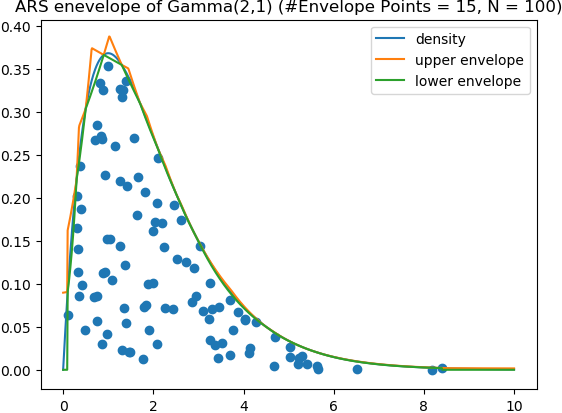 ARS enevelope of Gamma(2,1) (#Envelope Points = 15, N = 100)
density
upper envelope
lower envelope
0.40
0.35
0.30
0.25
0.20
0.15
0.10
0.05
0.00
0 2 4 6 8 10